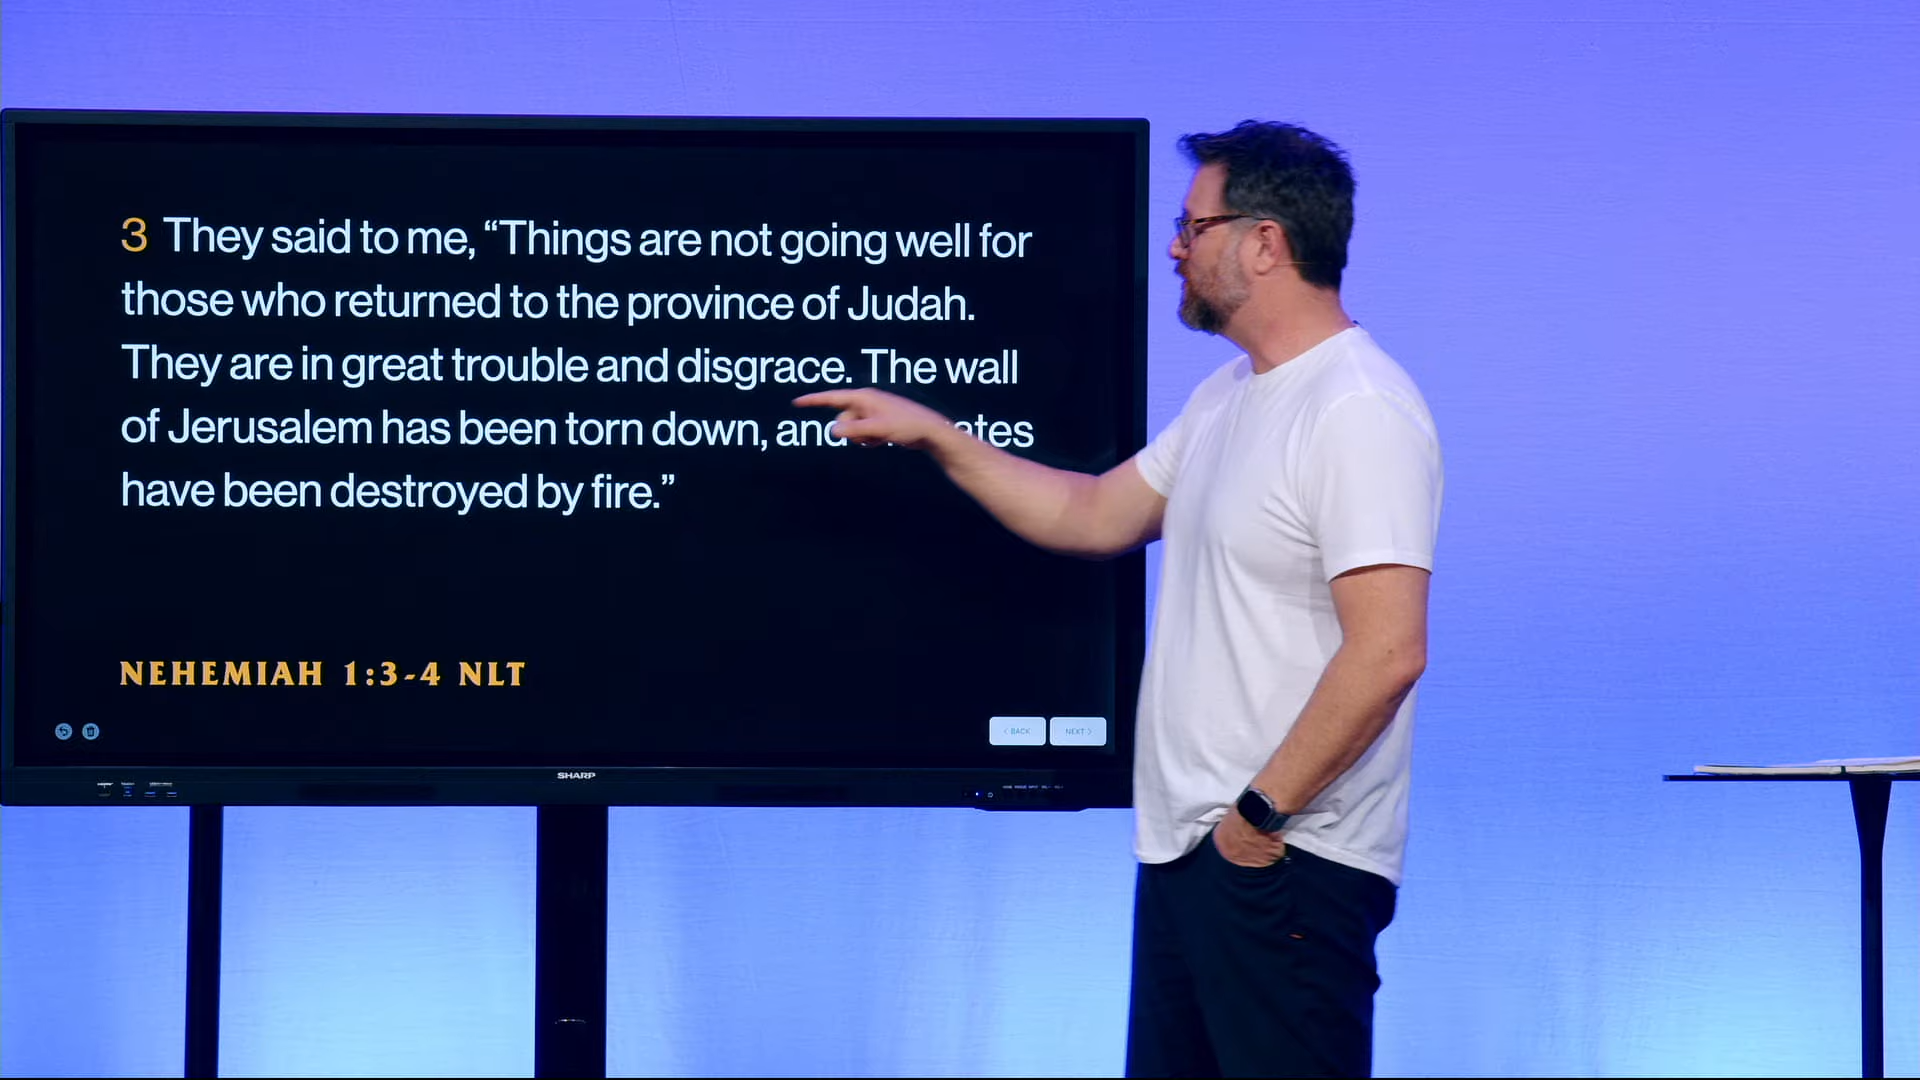 3 They said to me, “Things are not going well for
those who returned to the province of Judah.
They are in great trouble and disgrace. The wall
of Jerusalem has been torn down, and
have been destroyed by fire.”
NEHEMIAH 1:3-4 NLT
< BACK NEXT >
SHARP